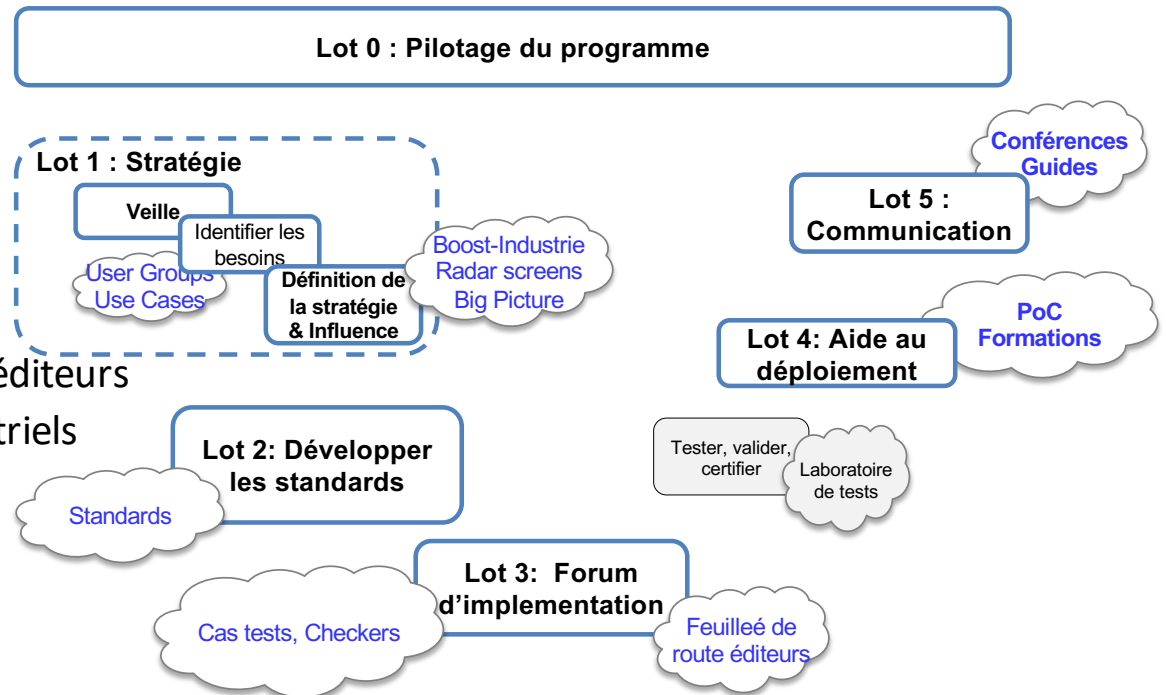 Lot 0 : Pilotage du programme
Conférences
Guides
Lot 1 : Stratégie
Veille
Identifier les
besoins
User Groups
Use Cases
Définition de
la stratégie
& Influence
Boost-Industrie
Radar screens
Big Picture
Lot 5 :
Communication
PoC
Formations
Lot 4: Aide au
déploiement
éditeurs
triels
Lot 2: Développer
les standards
Standards
Tester, valider,
certifier
Laboratoire
de tests
Lot 3: Forum
d’implementation
Cas tests, Checkers
Feuilleé de
route éditeurs